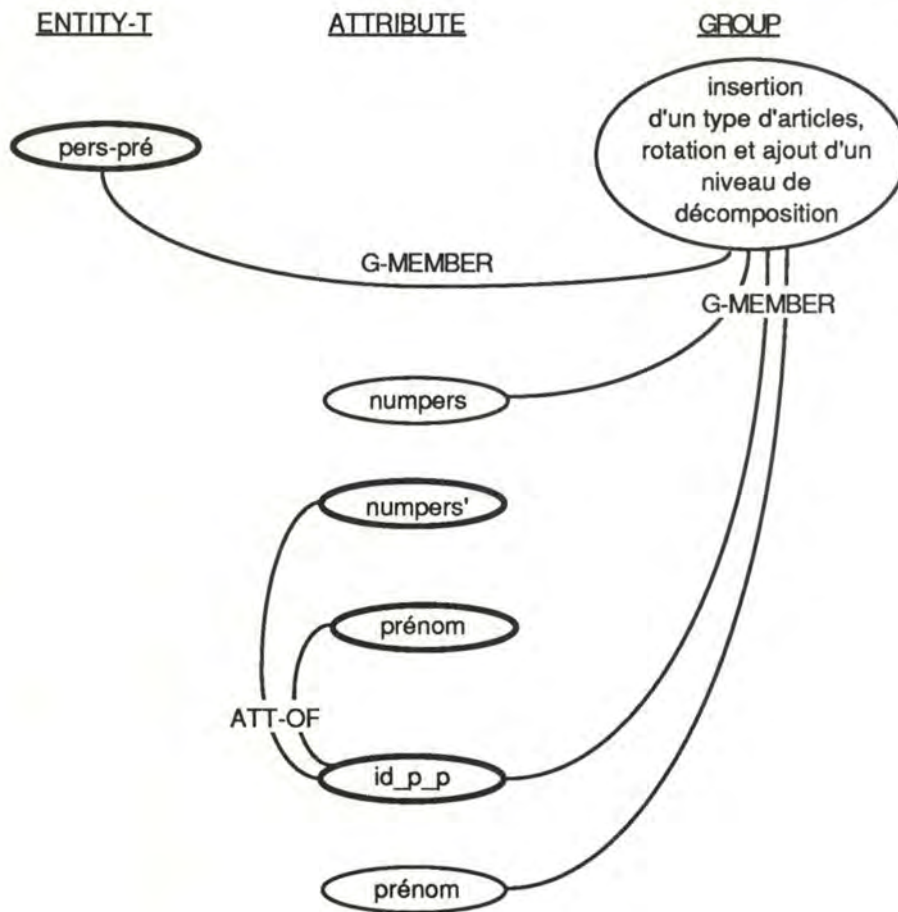 ENTITY-T ATTRIBUTE GROUP
insertion
d'un type d'articles,
rotation et ajout d'un
niveau de
décomposition
pers-pré
G-MEMBER
G-MEMBER
numpers
numpers'
prénom
ATT-OF
id_p_p
prénom